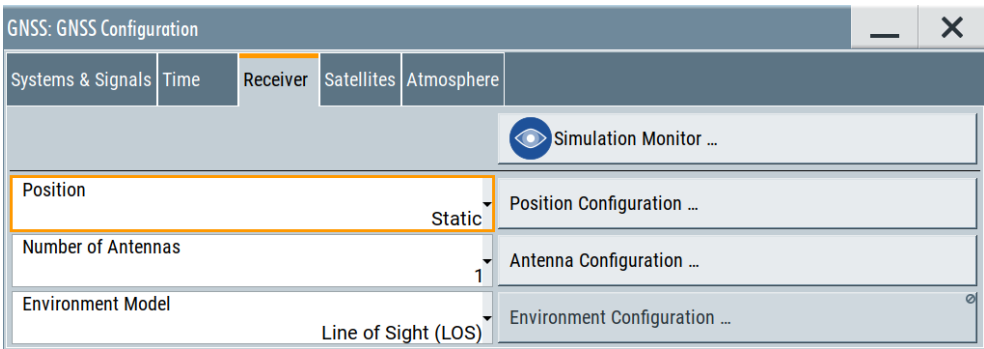 GNSS: GNSS Configuration
Systems & Signals Time Receiver Satellites Atmosphere
Simulation Monitor ...
Position
Static
Position Configuration ...
Number of Antennas
1
Antenna Configuration ...
Environment Model
Line of Sight (LOS)
Environment Configuration ...